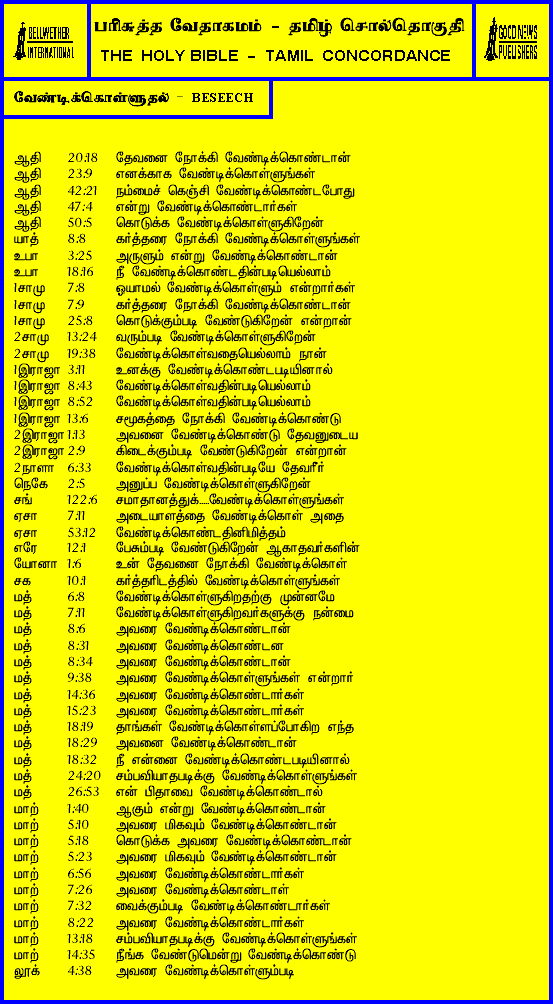 BELLWETHER
INTERNATIONAL
பரிசுத்த வேதாகமம் - தமிழ் சொல்தொகுதி
THE HOLY BIBLE - TAMIL CONCORDANCE
GOOD NEWS
PUBLISHERS
வேண்டிக்கொள்ளுதல் - BESEECH
ஆதி 20:18 தேவனை நோக்கி வேண்டிக்கொண்டான்
ஆதி 23:9 எனக்காக வேண்டிக்கொள்ளுங்கள்
ஆதி 42:21 நம்மைச் கெஞ்சி வேண்டிக்கொண்டபோது
ஆதி 47:4 என்று வேண்டிக்கொண்டார்கள்
ஆதி 50:5 கொடுக்க வேண்டிக்கொள்ளுகிறேன்
யாத் 8:8 கர்த்தரை நோக்கி வேண்டிக்கொள்ளுங்கள்
உபா 3:25 அருளும் என்று வேண்டிக்கொண்டான்
உபா 18:16 நீ வேண்டிக்கொண்டதின்படியெல்லாம்
1சாமு 7:8 ஓயாமல் வேண்டிக்கொள்ளும் என்றார்கள்
1சாமு 7:9 கர்த்தரை நோக்கி வேண்டிக்கொண்டான்
1சாமு 25:8 கொடுக்கும்படி வேண்டுகிறேன் என்றான்
2சாமு 13:24 வரும்படி வேண்டிக்கொள்ளுகிறேன்
2சாமு 19:38 வேண்டிக்கொள்வதையெல்லாம் நான்
1இராஜா 3:11 உனக்கு வேண்டிக்கொண்டபடியினால்
1இராஜா 8:43 வேண்டிக்கொள்வதின்படியெல்லாம்
1இராஜா 8:52 வேண்டிக்கொள்வதின்படியெல்லாம்
1இராஜா 13:6 சமூகத்தை நோக்கி வேண்டிக்கொண்டு
2இராஜா 1:13 அவனை வேண்டிக்கொண்டு தேவனுடைய
2இராஜா 2:9 கிடைக்கும்படி வேண்டுகிறேன் என்றான்
2நாளா 6:33 வேண்டிக்கொள்வதின்படியே தேவரீர்
நெகே 2:5 அனுப்ப வேண்டிக்கொள்ளுகிறேன்
சங் 122:6 சமாதானத்துக்.....வேண்டிக்கொள்ளுங்கள்
ஏசா 7:11 அடையாளத்தை வேண்டிக்கொள் அதை
ஏசா 53:12 வேண்டிக்கொண்டதினிமித்தம்
எரே 12:1 பேசும்படி வேண்டுகிறேன் ஆகாதவர்களின்
யோனா 1:6 உன் தேவனை நோக்கி வேண்டிக்கொள்
சக 10:1 கர்த்தரிடத்தில் வேண்டிக்கொள்ளுங்கள்
மத் 6:8 வேண்டிக்கொள்ளுகிறதற்கு முன்னமே
மத் 7:11 வேண்டிக்கொள்ளுகிறவர்களுக்கு நன்மை
மத் 8:6 அவரை வேண்டிக்கொண்டான்
மத் 8:31 அவரை வேண்டிக்கொண்டன
மத் 8:34 அவரை வேண்டிக்கொண்டான்
மத் 9:38 அவரை வேண்டிக்கொள்ளுங்கள் என்றார்
மத் 14:36 அவரை வேண்டிக்கொண்டார்கள்
மத் 15:23 அவரை வேண்டிக்கொண்டார்கள்
மத் 18:19 தாங்கள் வேண்டிக்கொள்ளப்போகிற எந்த
மத் 18:29 அவனை வேண்டிக்கொண்டான்
மத் 18:32 நீ என்னை வேண்டிக்கொண்டபடியினால்
மத் 24:20 சம்பவியாதபடிக்கு வேண்டிக்கொள்ளுங்கள்
மத் 26:53 என் பிதாவை வேண்டிக்கொண்டால்
மாற் 1:40 ஆகும் என்று வேண்டிக்கொண்டான்
மாற் 5:10 அவரை மிகவும் வேண்டிக்கொண்டான்
மாற் 5:18 கொடுக்க அவரை வேண்டிக்கொண்டான்
மாற் 5:23 அவரை மிகவும் வேண்டிக்கொண்டான்
மாற் 6:56 அவரை வேண்டிக்கொண்டார்கள்
மாற் 7:26 அவரை வேண்டிக்கொண்டாள்
மாற் 7:32 வைக்கும்படி வேண்டிக்கொண்டார்கள்
மாற் 8:22 அவரை வேண்டிக்கொண்டார்கள்
மாற் 13:18 சம்பவியாதபடிக்கு வேண்டிக்கொள்ளுங்கள்
மாற் 14:35 நீங்க வேண்டுமென்று வேண்டிக்கொண்டு
லூக் 4:38 அவரை வேண்டிக்கொள்ளும்படி